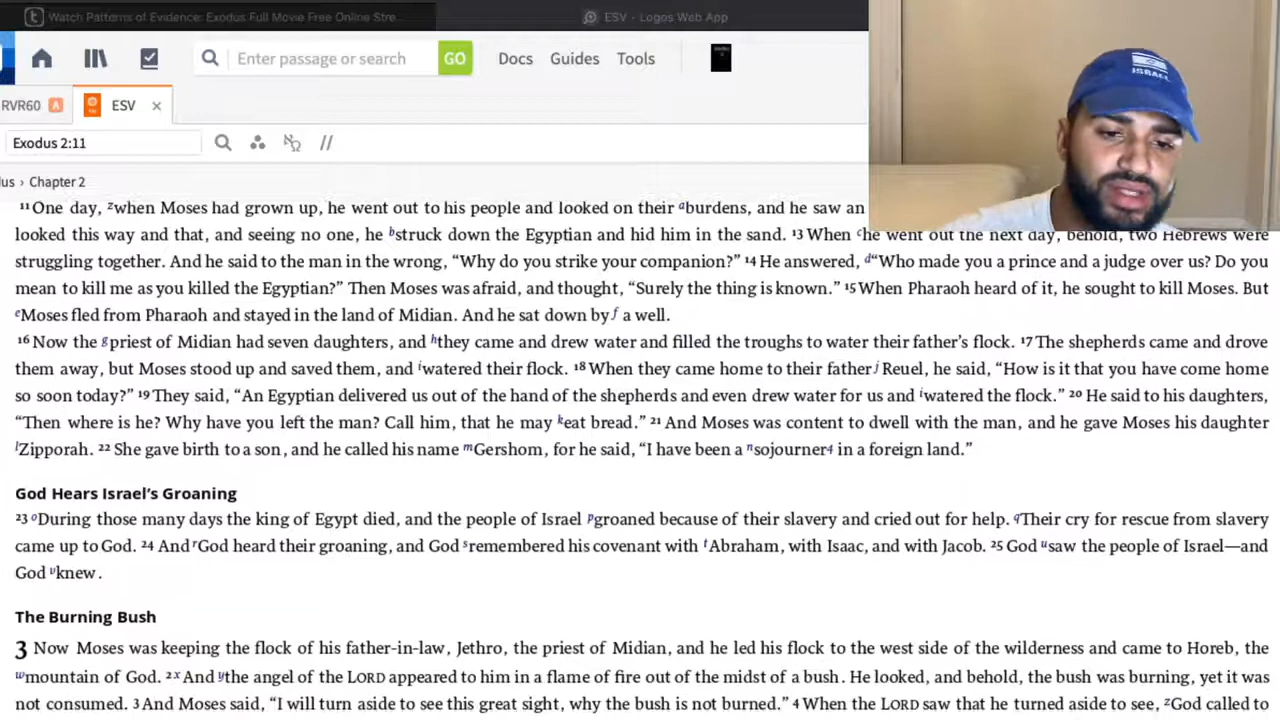 Watch Patterns of Evidence: Exodus Full Movie Free Online Stre...
ESV - Logos Web App
Enter passage or search GO Docs Guides Tools
RVR60 A ESV ×
Exodus 2:11
us › Chapter 2
ISRAEL
11 One day, z when Moses had grown up, he went out to his people and looked on their a burdens, and he saw an
looked this way and that, and seeing no one, he b struck down the Egyptian and hid him in the sand. 13 When c he went out the next day, behold, two Hebrews were
struggling together. And he said to the man in the wrong, “Why do you strike your companion?” 14 He answered, d “Who made you a prince and a judge over us? Do you
mean to kill me as you killed the Egyptian?” Then Moses was afraid, and thought, “Surely the thing is known.” 15 When Pharaoh heard of it, he sought to kill Moses. But
e Moses fled from Pharaoh and stayed in the land of Midian. And he sat down by f a well.
16 Now the g priest of Midian had seven daughters, and h they came and drew water and filled the troughs to water their father’s flock. 17 The shepherds came and drove
them away, but Moses stood up and saved them, and i watered their flock. 18 When they came home to their father j Reuel, he said, “How is it that you have come home
so soon today?” 19 They said, “An Egyptian delivered us out of the hand of the shepherds and even drew water for us and i watered the flock.” 20 He said to his daughters,
“Then where is he? Why have you left the man? Call him, that he may k eat bread.” 21 And Moses was content to dwell with the man, and he gave Moses his daughter
l Zipporah. 22 She gave birth to a son, and he called his name m Gershom, for he said, “I have been a n sojourner 4 in a foreign land.”
God Hears Israel’s Groaning
23 o During those many days the king of Egypt died, and the people of Israel p groaned because of their slavery and cried out for help. q Their cry for rescue from slavery
came up to God. 24 And r God heard their groaning, and God s remembered his covenant with t Abraham, with Isaac, and with Jacob. 25 God u saw the people of Israel—and
God v knew.
The Burning Bush
3 Now Moses was keeping the flock of his father-in-law, Jethro, the priest of Midian, and he led his flock to the west side of the wilderness and came to Horeb, the
w mountain of God. 2 x And y the angel of the LORD appeared to him in a flame of fire out of the midst of a bush. He looked, and behold, the bush was burning, yet it was
not consumed. 3 And Moses said, “I will turn aside to see this great sight, why the bush is not burned.” 4 When the LORD saw that he turned aside to see, z God called to